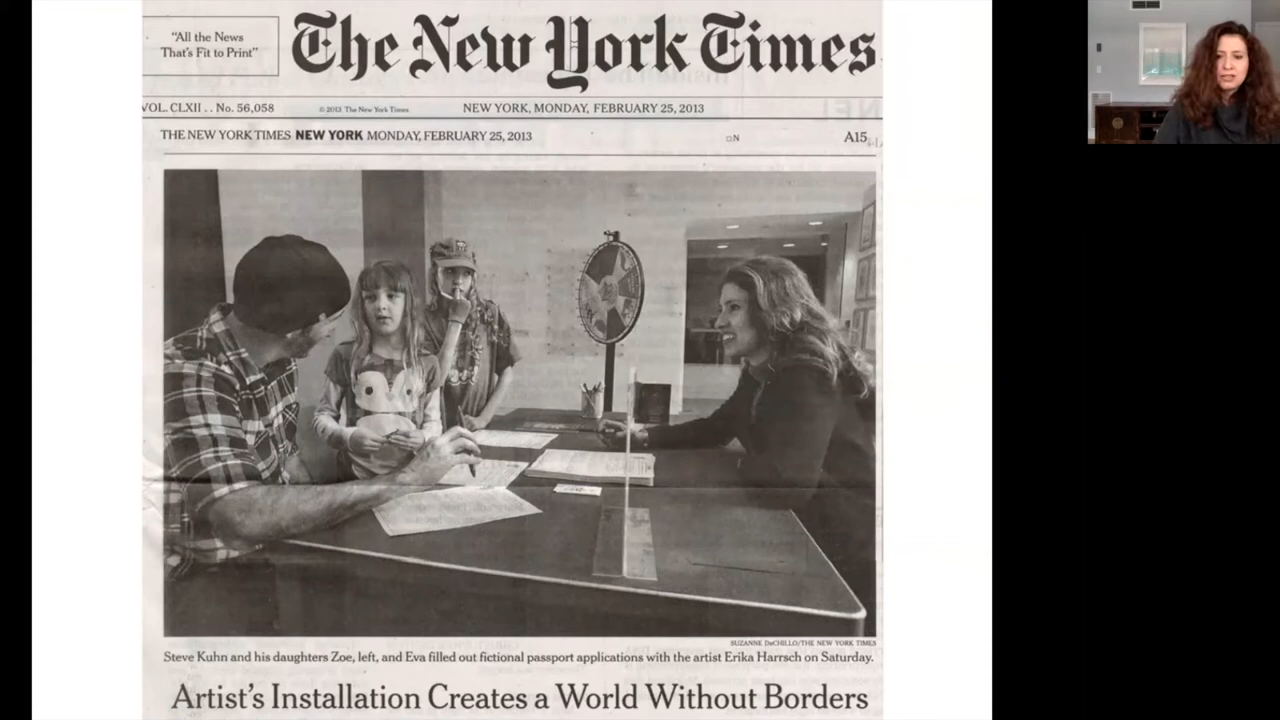 “All the News
That’s Fit to Print”
The New York Times
VOL. CLXII . . No. 56,058
© 2013 The New York Times
NEW YORK, MONDAY, FEBRUARY 25, 2013
THE NEW YORK TIMES NEW YORK MONDAY, FEBRUARY 25, 2013
N
A15
SUZANNE DeCHILLO/THE NEW YORK TIMES
Steve Kuhn and his daughters Zoe, left, and Eva filled out fictional passport applications with the artist Erika Harrsch on Saturday.
Artist’s Installation Creates a World Without Borders